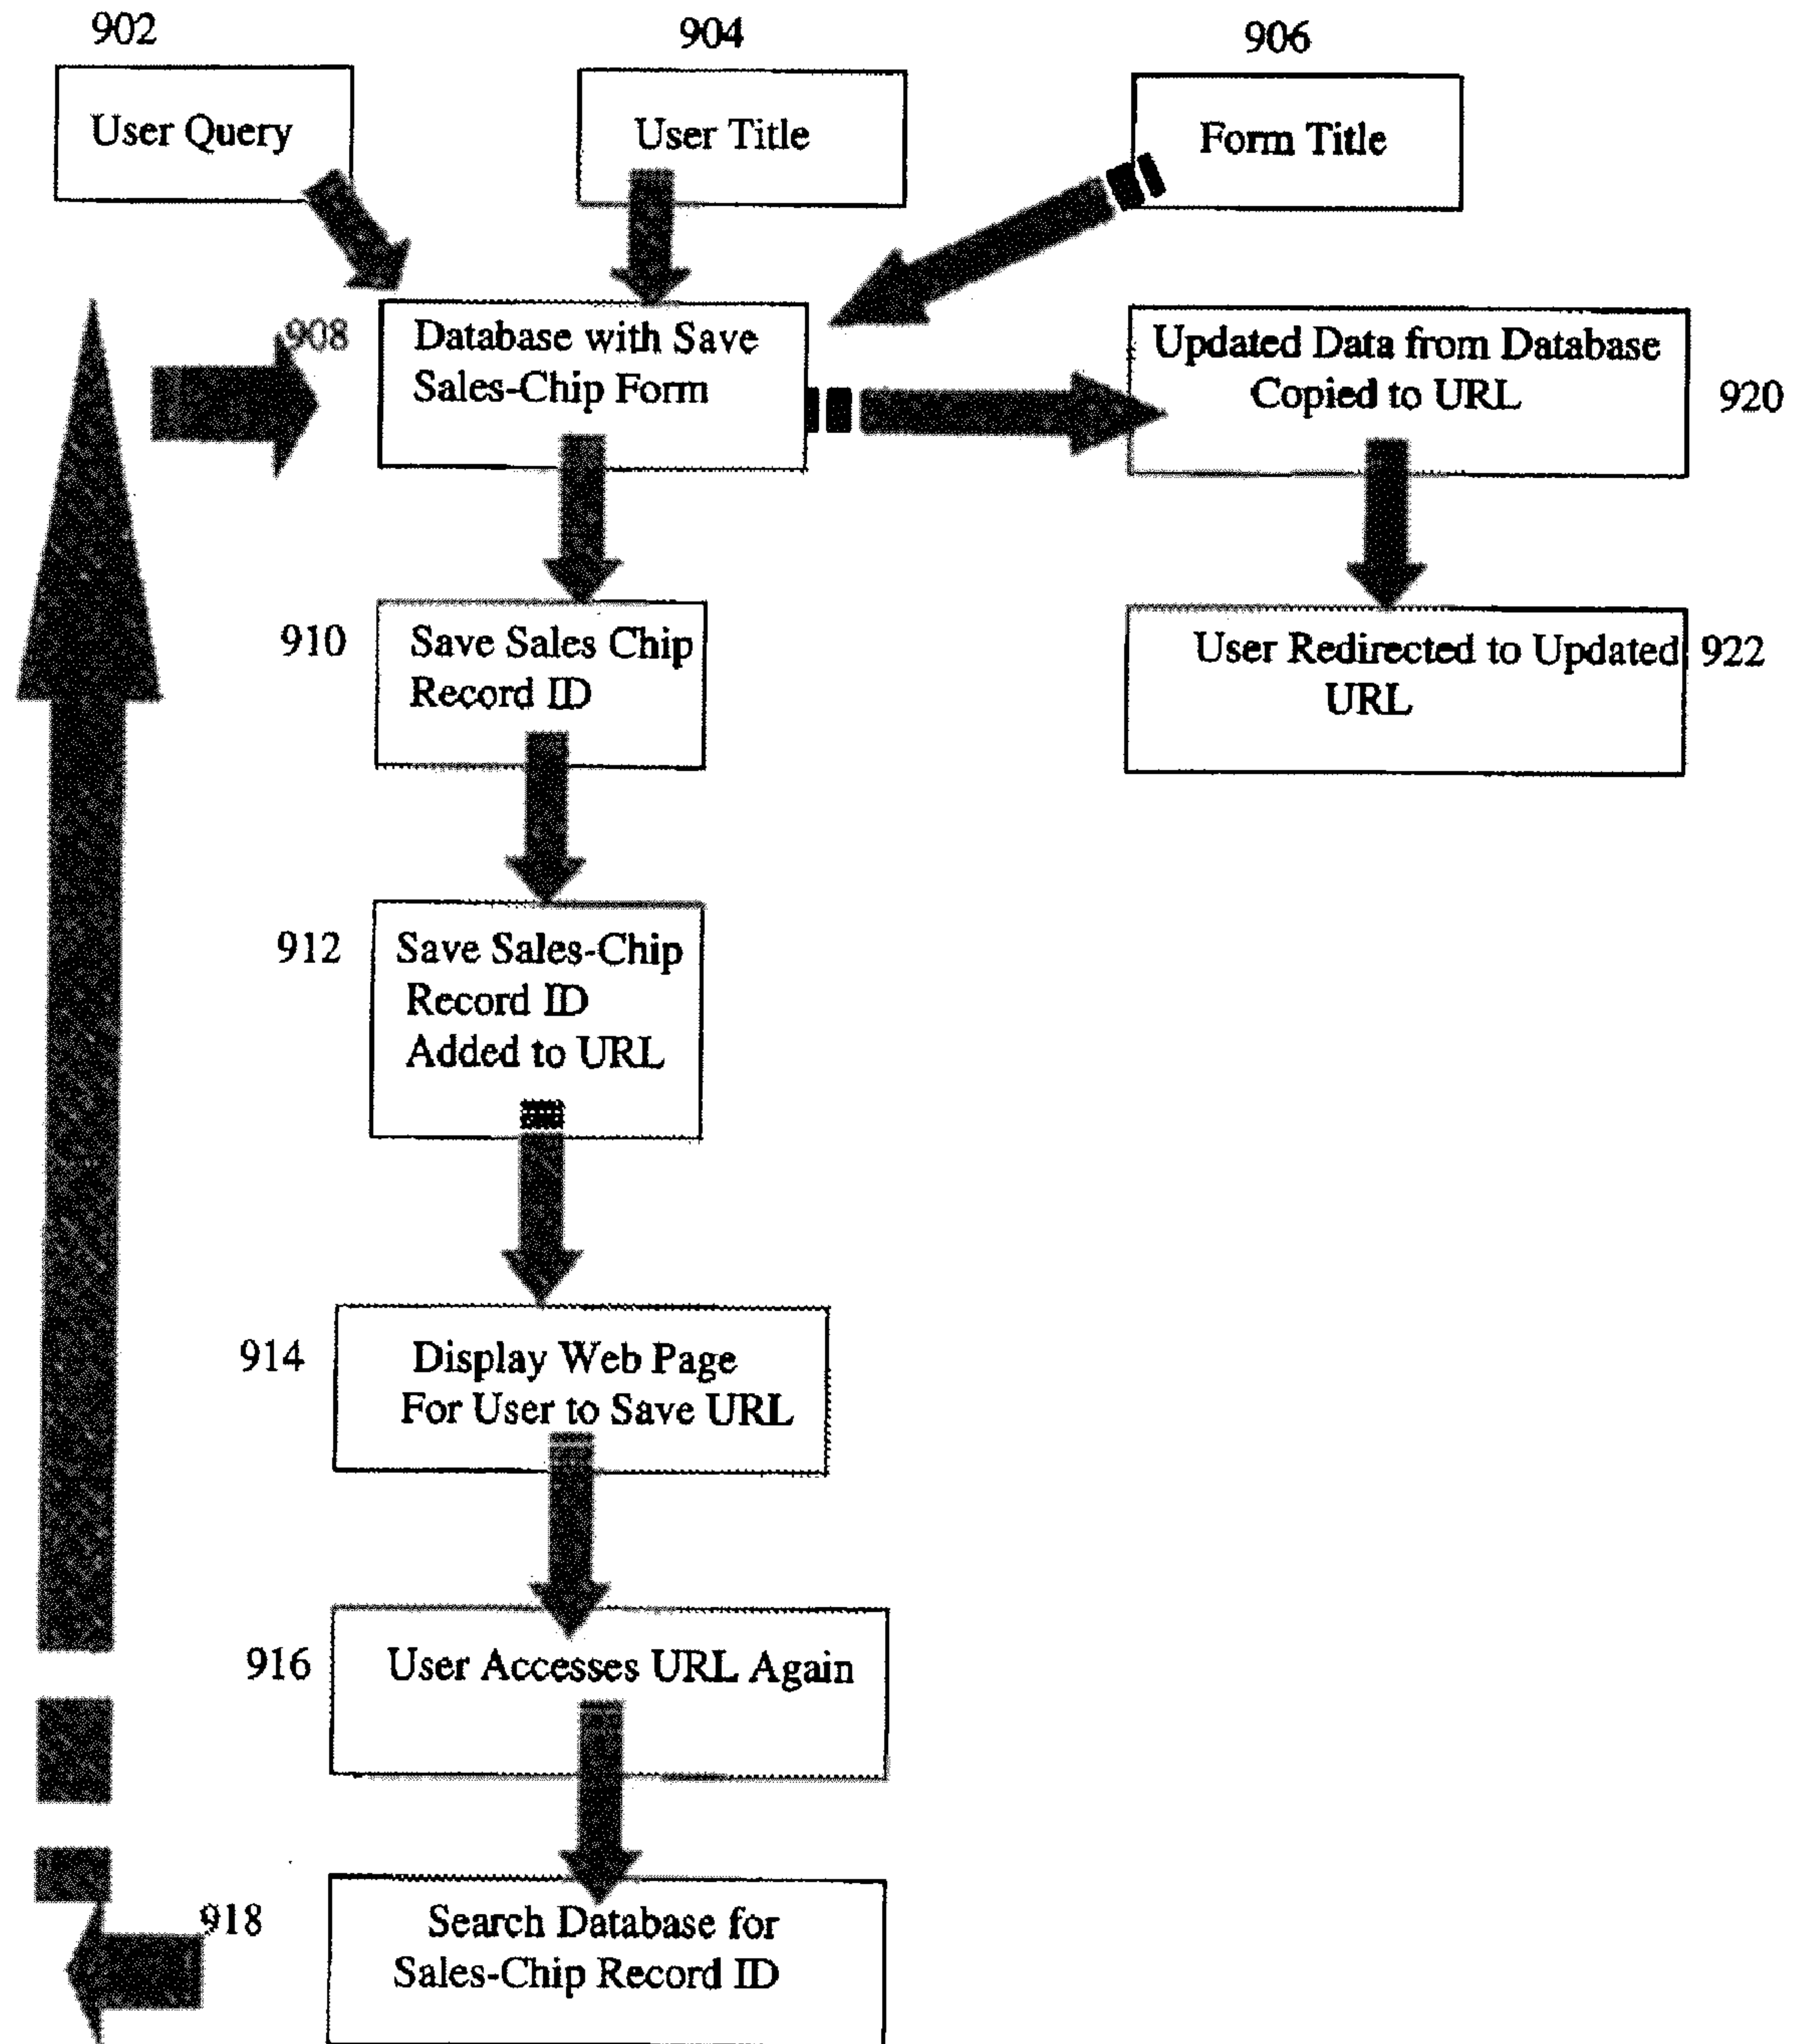 902
904
906
User Query
User Title
Form Title
908
Database with Save
Sales-Chip Form
Updated Data from Database
Copied to URL
920
910
Save Sales Chip
Record ID
User Redirected to Updated
URL
922
912
Save Sales-Chip
Record ID
Added to URL
914
Display Web Page
For User to Save URL
916
User Accesses URL Again
918
Search Database for
Sales-Chip Record ID